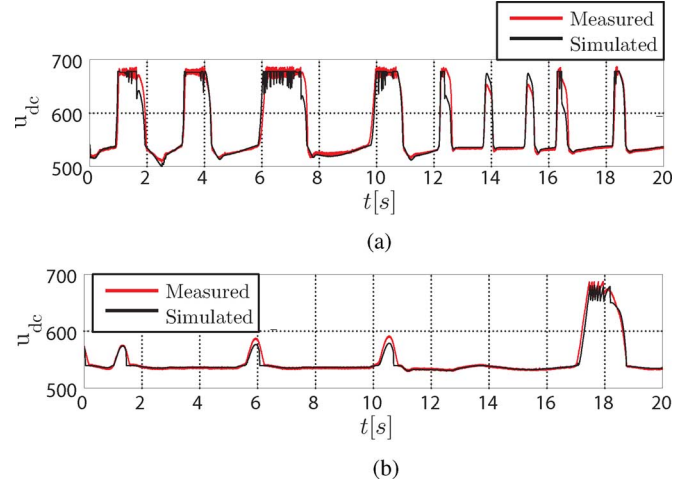 Measured
Simulated
700
600
500
u_dc
0 2 4 6 8 10 12 14 16 18 20
t[s]
(a)
700
600
500
u_dc
Measured
Simulated
0 2 4 6 8 10 12 14 16 18 20
t[s]
(b)